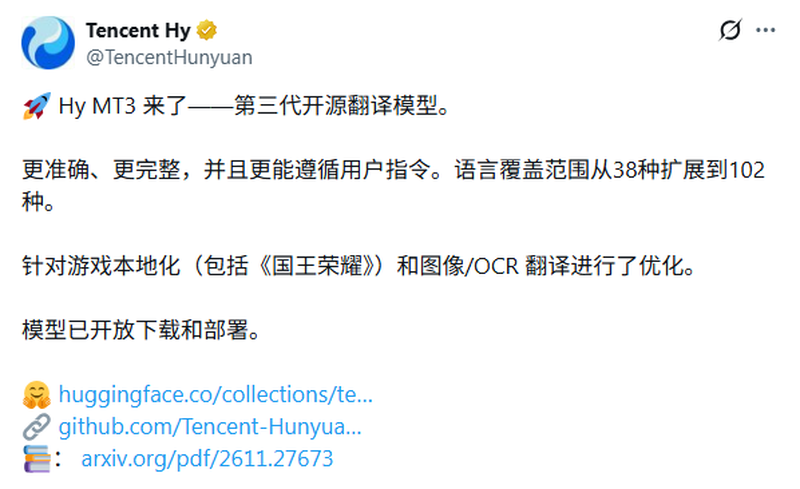 Tencent Hy
@TencentHunyuan
🚀 Hy MT3 来了——第三代开源翻译模型。
更准确、更完整，并且更能遵循用户指令。语言覆盖范围从38种扩展到102
种。
针对游戏本地化（包括《国王荣耀》）和图像/OCR 翻译进行了优化。
模型已开放下载和部署。
🤗 huggingface.co/collections/te...
🔗 github.com/Tencent-Hunyua...
📚： arxiv.org/pdf/2611.27673